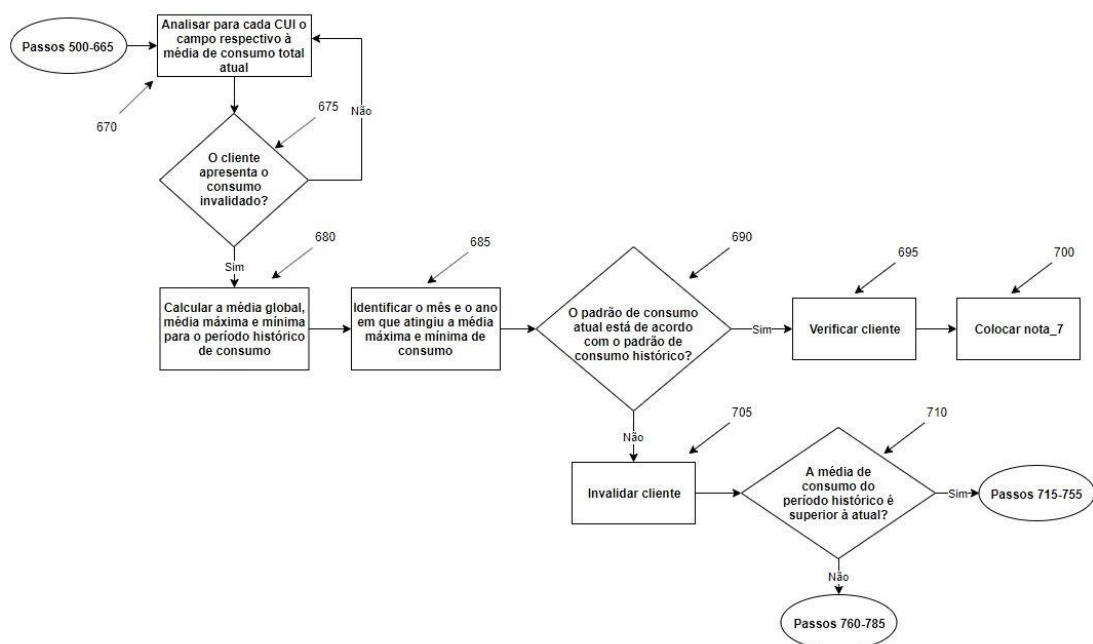 Passos 500-665
Analisar para cada CUI o
campo respectivo à
média de consumo total
atual
670
675
Não
O cliente
apresenta o
consumo
invalidado?
Sim
680
Calcular a média global,
média máxima e mínima
para o período histórico
de consumo
685
Identificar o mês e o ano
em que atingiu a média
máxima e mínima de
consumo
690
O padrão de consumo
atual está de acordo
com o padrão de
consumo histórico?
Sim
695
Verificar cliente
700
Colocar nota_7
Não
705
Invalidar cliente
710
A média de
consumo do
período histórico é
superior à atual?
Sim
Passos 715-755
Não
Passos 760-785